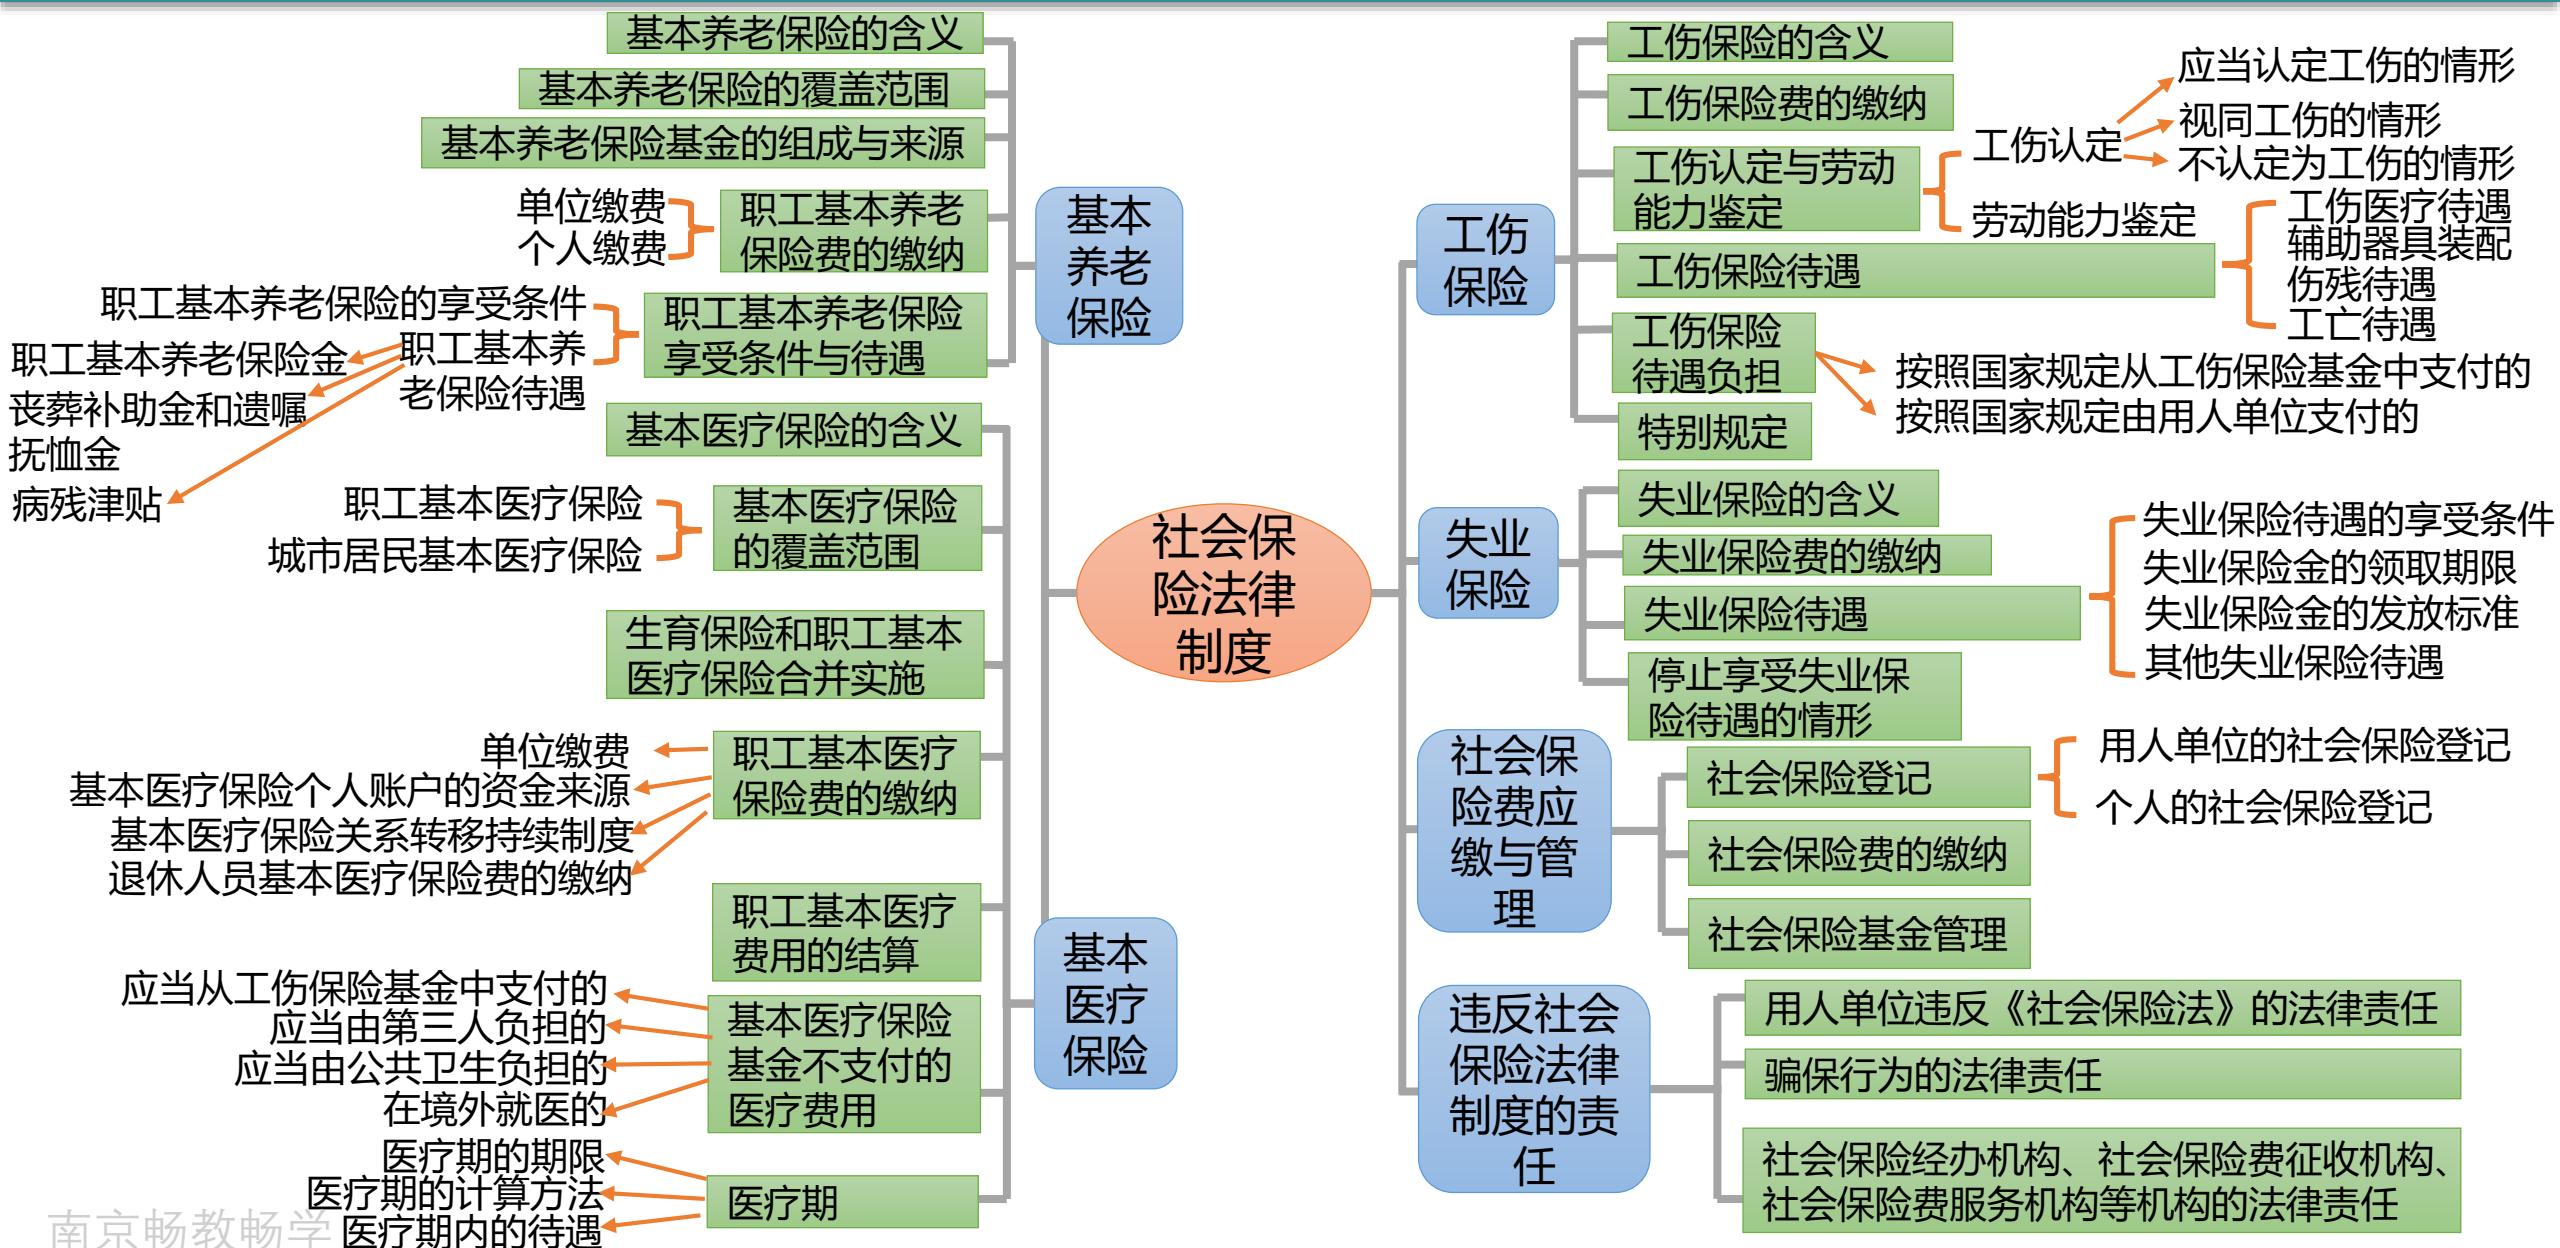 基本养老保险的含义
基本养老保险的覆盖范围
基本养老保险基金的组成与来源
单位缴费
个人缴费
职工基本养老
保险费的缴纳
职工基本养老保险的享受条件
职工基本养
老保险待遇
职工基本养老保险
享受条件与待遇
职工基本养老保险金
丧葬补助金和遗嘱
抚恤金
病残津贴
基本
养老
保险
基本医疗保险的含义
职工基本医疗保险
城市居民基本医疗保险
基本医疗保险
的覆盖范围
生育保险和职工基本
医疗保险合并实施
单位缴费
基本医疗保险个人账户的资金来源
基本医疗保险关系转移持续制度
退休人员基本医疗保险费的缴纳
职工基本医疗
保险费的缴纳
职工基本医疗
费用的结算
应当从工伤保险基金中支付的
应当由第三人负担的
应当由公共卫生负担的
在境外就医的
基本医疗保险
基金不支付的
医疗费用
医疗期的期限
医疗期的计算方法
医疗期内的待遇
医疗期
基本
医疗
保险
社会保
险法律
制度
工伤
保险
工伤保险的含义
工伤保险费的缴纳
工伤认定与劳动
能力鉴定
工伤认定
应当认定工伤的情形
视同工伤的情形
不认定为工伤的情形
劳动能力鉴定
工伤保险待遇
工伤医疗待遇
辅助器具装配
伤残待遇
工亡待遇
工伤保险
待遇负担
按照国家规定从工伤保险基金中支付的
按照国家规定由用人单位支付的
特别规定
失业
保险
失业保险的含义
失业保险费的缴纳
失业保险待遇
失业保险待遇的享受条件
失业保险金的领取期限
失业保险金的发放标准
其他失业保险待遇
停止享受失业保
险待遇的情形
社会保
险费应
缴与管
理
社会保险登记
用人单位的社会保险登记
个人的社会保险登记
社会保险费的缴纳
社会保险基金管理
违反社会
保险法律
制度的责
任
用人单位违反《社会保险法》的法律责任
骗保行为的法律责任
社会保险经办机构、社会保险费征收机构、
社会保险费服务机构等机构的法律责任
南京畅教畅学